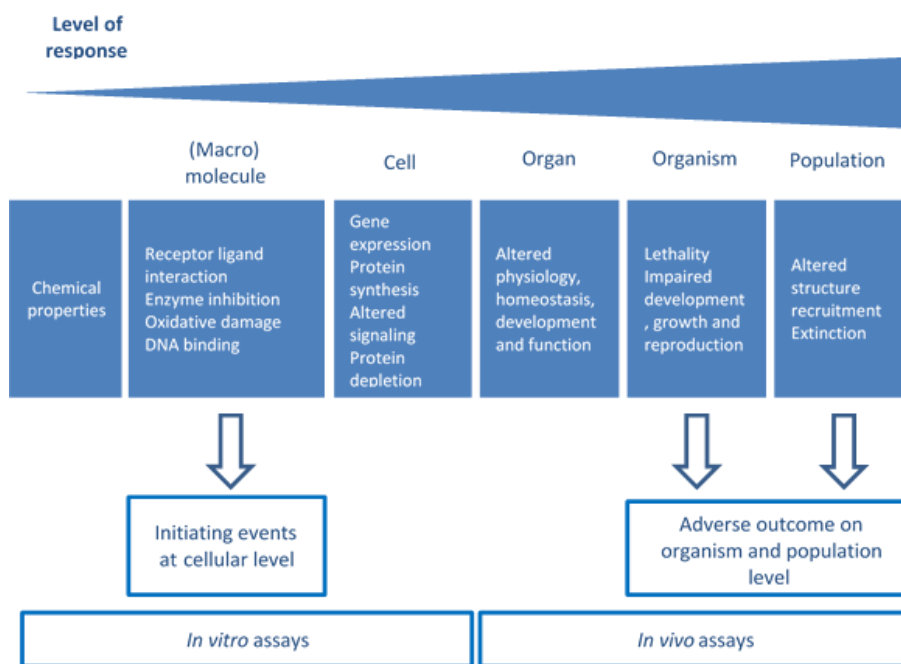 Level of
response
(Macro)
molecule
Cell
Organ
Organism
Population
Chemical
properties
Receptor ligand
interaction
Enzyme inhibition
Oxidative damage
DNA binding
Gene
expression
Protein
synthesis
Altered
signaling
Protein
depletion
Altered
physiology,
homeostasis,
development
and function
Lethality
Impaired
development
, growth and
reproduction
Altered
structure
recruitment
Extinction
Initiating events
at cellular level
Adverse outcome on
organism and population
level
In vitro assays
In vivo assays